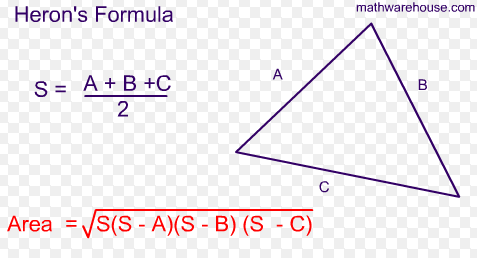 Heron's Formula
mathwarehouse.com
S = A + B +C
2
A
B
C
Area = √S(S - A)(S - B) (S - C)